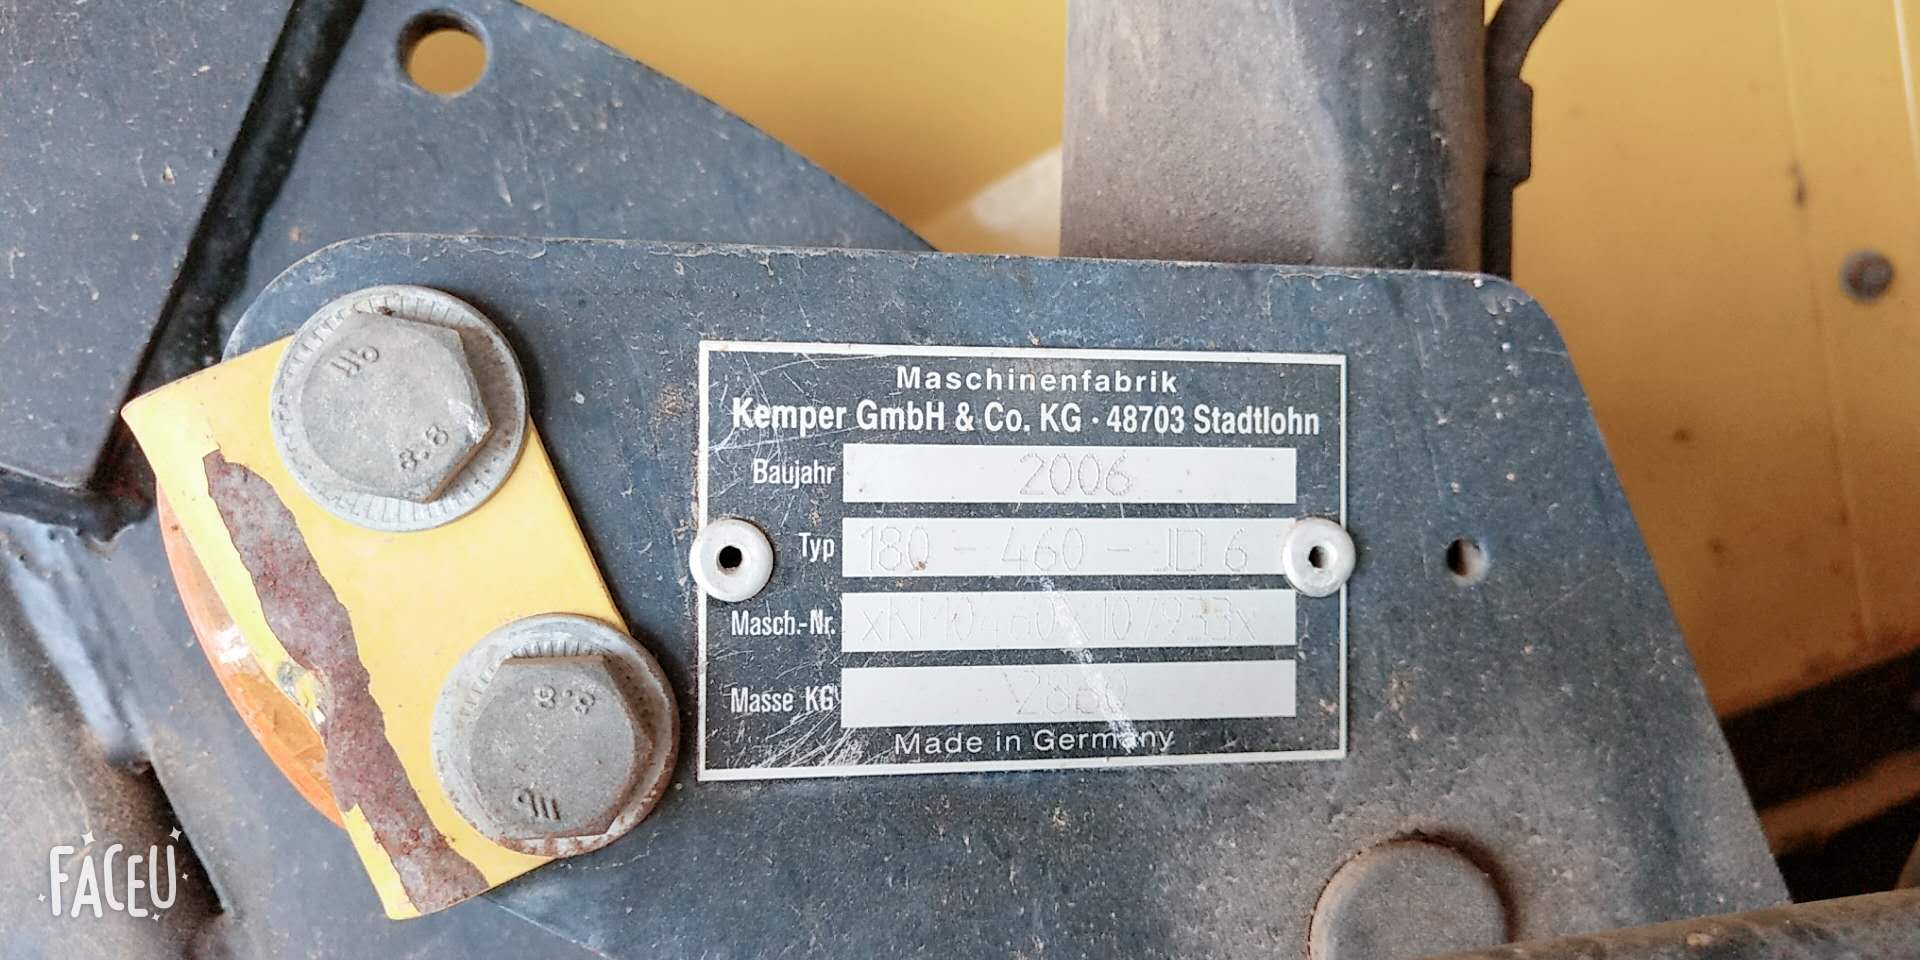 Maschinenfabrik
Kemper GmbH & Co. KG · 48703 Stadtlohn
Baujahr 2006
Typ 180 - 460 - JD 6
Masch.-Nr.
Masse KG
Made in Germany
8.8
8.8
FACEU